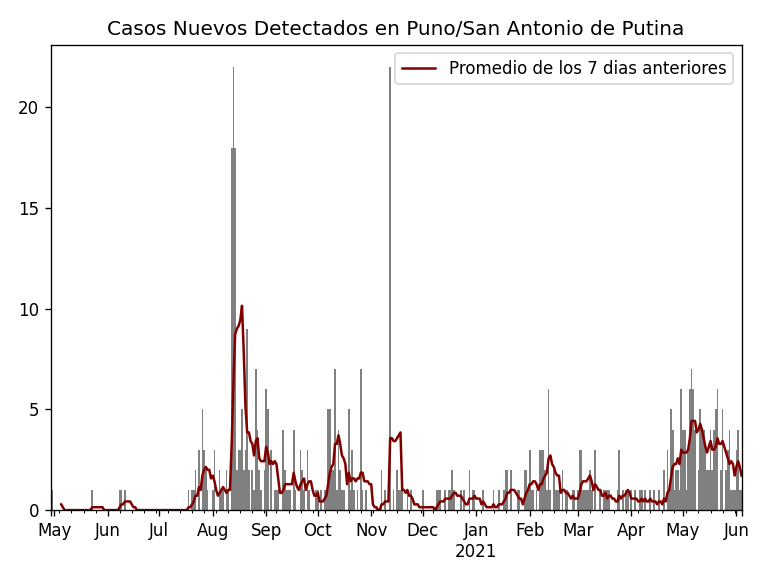 Casos Nuevos Detectados en Puno/San Antonio de Putina
Promedio de los 7 dias anteriores
20
15
10
5
0
May Jun Jul Aug Sep Oct Nov Dec Jan Feb Mar Apr May Jun
2021